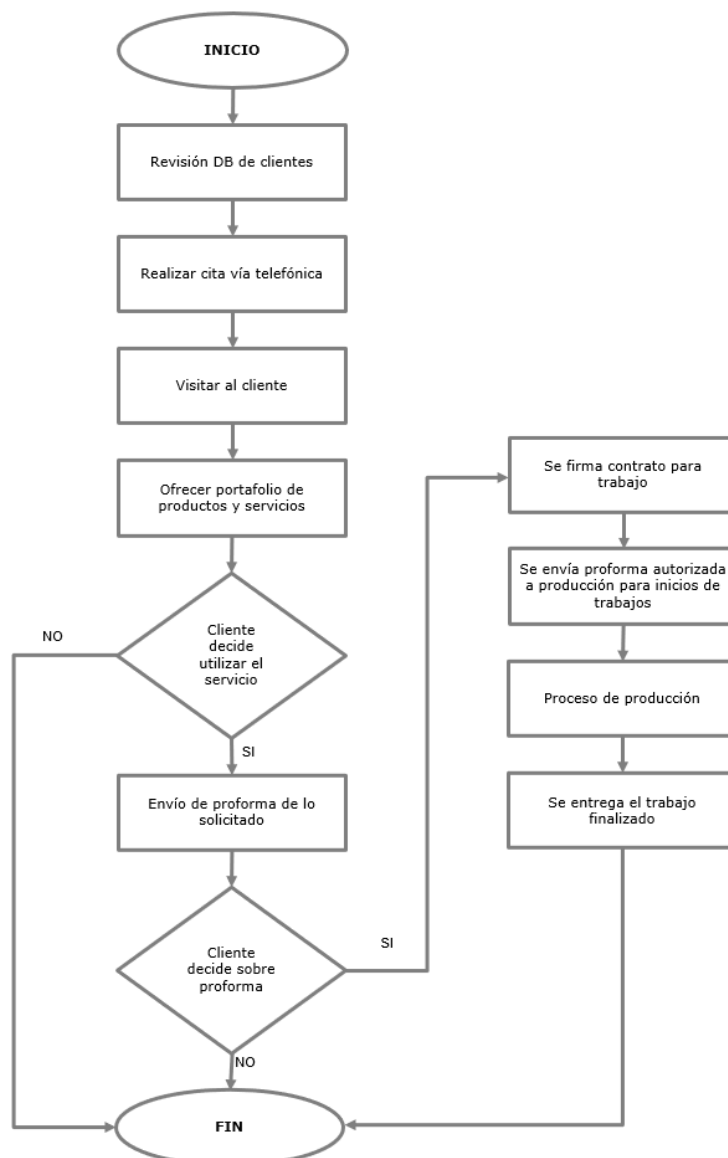 INICIO
Revisión DB de clientes
Realizar cita vía telefónica
Visitar al cliente
Ofrecer portafolio de
productos y servicios
Cliente
decide
utilizar el
servicio
NO
SI
Envío de proforma de lo
solicitado
Cliente
decide sobre
proforma
SI
NO
Se firma contrato para
trabajo
Se envía proforma autorizada
a producción para inicios de
trabajos
Proceso de producción
Se entrega el trabajo
finalizado
FIN